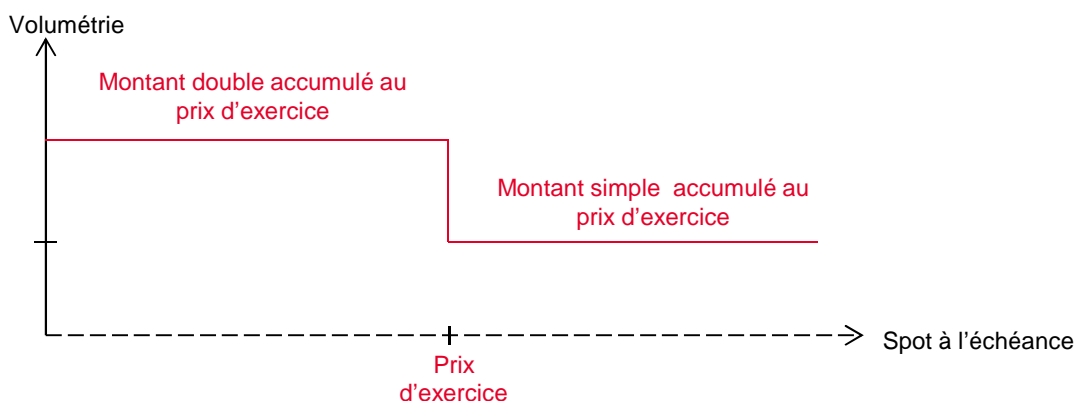 Volumétrie
Montant double accumulé au
prix d’exercice
Montant simple accumulé au
prix d’exercice
Spot à l’échéance
Prix
d’exercice